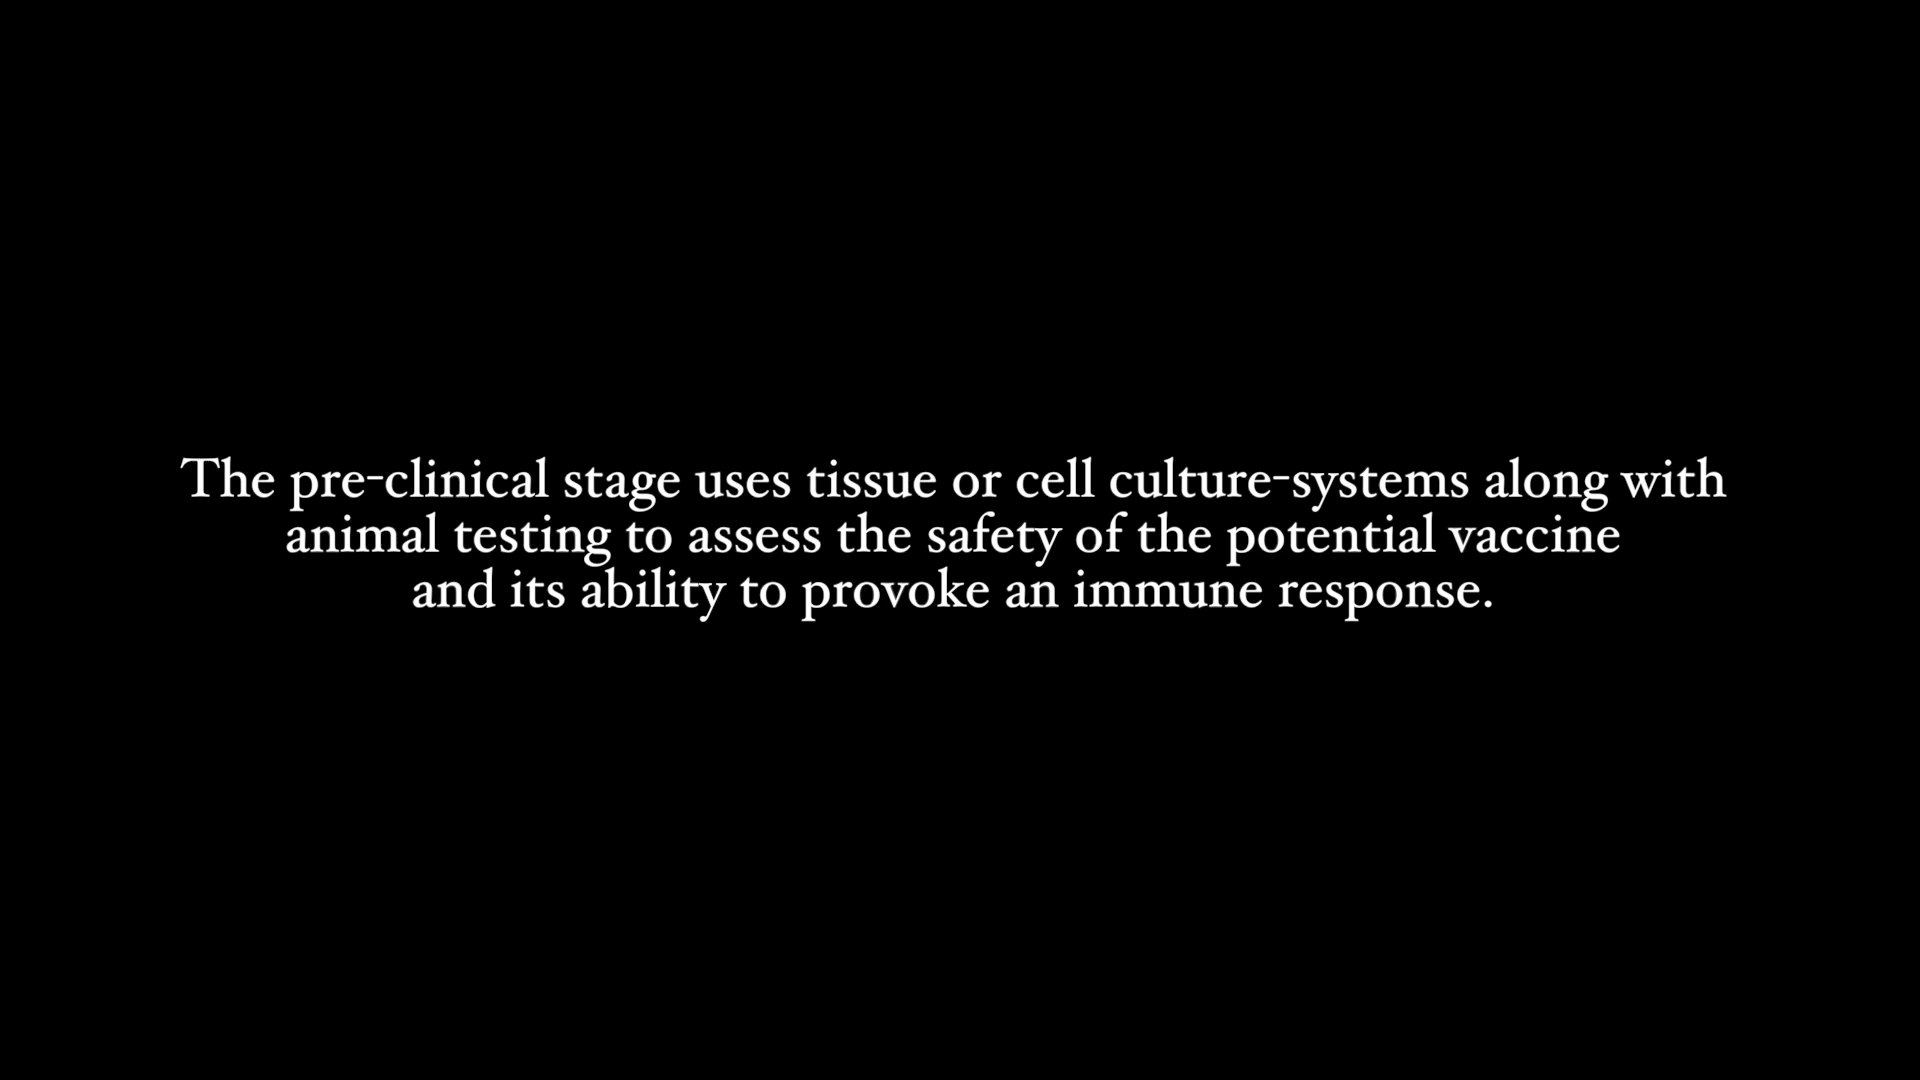 The pre-clinical stage uses tissue or cell culture-systems along with
animal testing to assess the safety of the potential vaccine
and its ability to provoke an immune response.